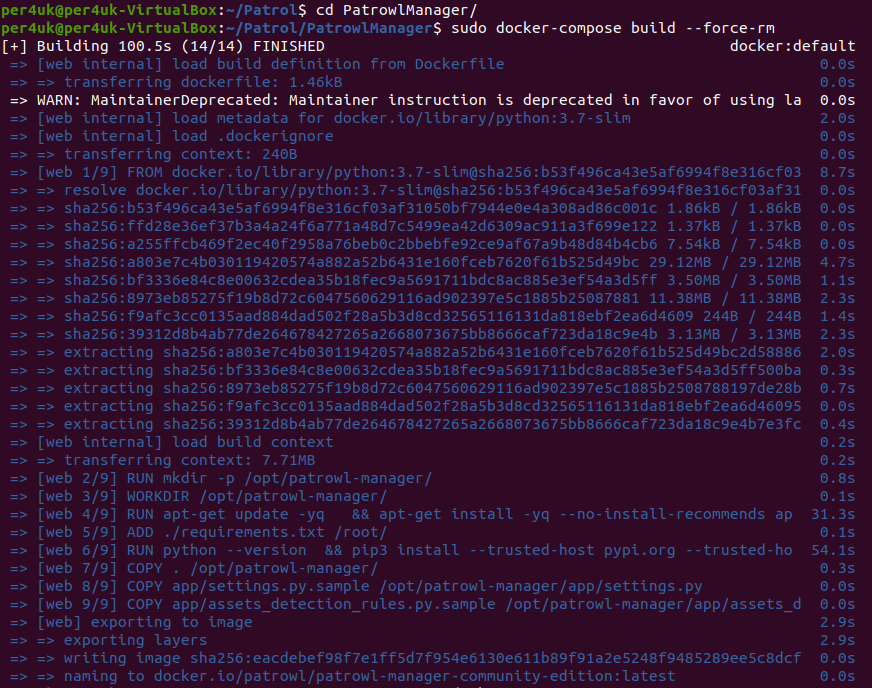 per4uk@per4uk-VirtualBox:~/Patrol$ cd PatrowlManager/
per4uk@per4uk-VirtualBox:~/Patrol/PatrowlManager$ sudo docker-compose build --force-rm
[+] Building 100.5s (14/14) FINISHED docker:default
=> [web internal] load build definition from Dockerfile 0.0s
=> => transferring dockerfile: 1.46kB 0.0s
=> WARN: MaintainerDeprecated: Maintainer instruction is deprecated in favor of using la 0.0s
=> [web internal] load metadata for docker.io/library/python:3.7-slim 2.0s
=> [web internal] load .dockerignore 0.0s
=> => transferring context: 240B 0.0s
=> [web 1/9] FROM docker.io/library/python:3.7-slim@sha256:b53f496ca43e5af6994f8e316cf03 8.7s
=> => resolve docker.io/library/python:3.7-slim@sha256:b53f496ca43e5af6994f8e316cf03af31 0.0s
=> => sha256:b53f496ca43e5af6994f8e316cf03af31050bf7944e0e4a308ad86c001c 1.86kB / 1.86kB 0.0s
=> => sha256:ffd28e36ef37b3a4a24f6a771a48d7c5499ea42d6309ac911a3f699e122 1.37kB / 1.37kB 0.0s
=> => sha256:a255ffcb469f2ec40f2958a76beb0c2bbebfe92ce9af67a9b48d84b4cb6 7.54kB / 7.54kB 0.0s
=> => sha256:a803e7c4b030119420574a882a52b6431e160fceb7620f61b525d49bc 29.12MB / 29.12MB 4.7s
=> => sha256:bf3336e84c8e00632cdea35b18fec9a5691711bdc8ac885e3ef54a3d5ff 3.50MB / 3.50MB 1.1s
=> => sha256:8973eb85275f19b8d72c6047560629116ad902397e5c1885b25087881 11.38MB / 11.38MB 2.3s
=> => sha256:f9afc3cc0135aad884dad502f28a5b3d8cd32565116131da818ebf2ea6d4609 244B / 244B 1.4s
=> => sha256:39312d8b4ab77de264678427265a2668073675bb8666caf723da18c9e4b 3.13MB / 3.13MB 2.3s
=> => extracting sha256:a803e7c4b030119420574a882a52b6431e160fceb7620f61b525d49bc2d58886 2.0s
=> => extracting sha256:bf3336e84c8e00632cdea35b18fec9a5691711bdc8ac885e3ef54a3d5ff500ba 0.3s
=> => extracting sha256:8973eb85275f19b8d72c6047560629116ad902397e5c1885b2508788197de28b 0.7s
=> => extracting sha256:f9afc3cc0135aad884dad502f28a5b3d8cd32565116131da818ebf2ea6d46095 0.0s
=> => extracting sha256:39312d8b4ab77de264678427265a2668073675bb8666caf723da18c9e4b7e3fc 0.4s
=> [web internal] load build context 0.2s
=> => transferring context: 7.71MB 0.2s
=> [web 2/9] RUN mkdir -p /opt/patrowl-manager/ 0.8s
=> [web 3/9] WORKDIR /opt/patrowl-manager/ 0.1s
=> [web 4/9] RUN apt-get update -yq && apt-get install -yq --no-install-recommends ap 31.3s
=> [web 5/9] ADD ./requirements.txt /root/ 0.1s
=> [web 6/9] RUN python --version && pip3 install --trusted-host pypi.org --trusted-ho 54.1s
=> [web 7/9] COPY . /opt/patrowl-manager/ 0.3s
=> [web 8/9] COPY app/settings.py.sample /opt/patrowl-manager/app/settings.py 0.0s
=> [web 9/9] COPY app/assets_detection_rules.py.sample /opt/patrowl-manager/app/assets_d 0.0s
=> [web] exporting to image 2.9s
=> => exporting layers 2.9s
=> => writing image sha256:eacdebef98f7e1ff5d7f954e6130e611b89f91a2e5248f9485289ee5c8dcf 0.0s
=> => naming to docker.io/patrowl/patrowl-manager-community-edition:latest 0.0s